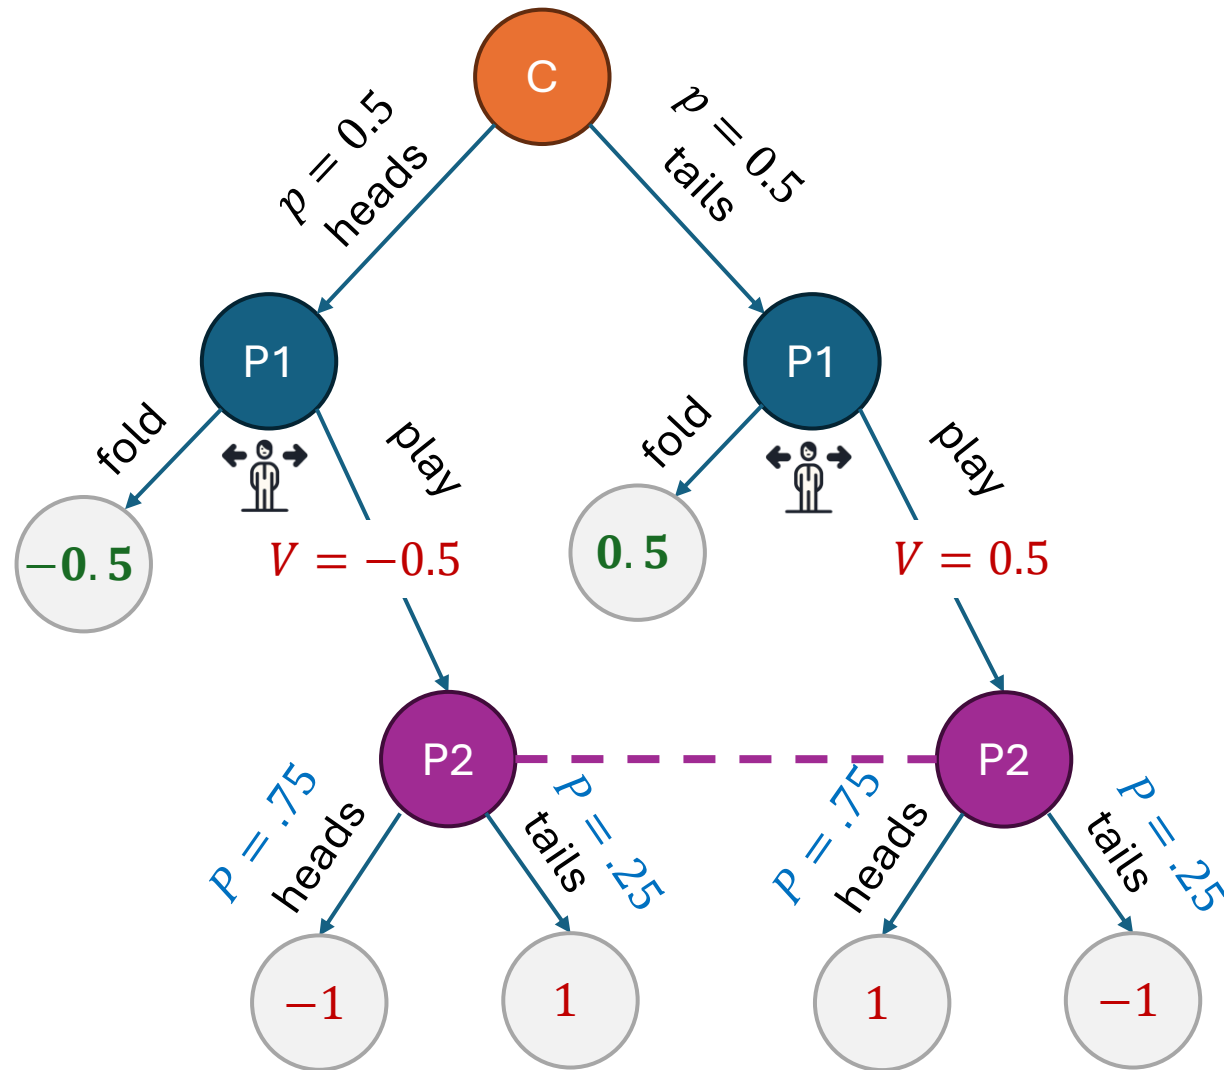 C
p = 0.5
heads
p = 0.5
tails
P1
P1
fold
play
fold
play
−0.5
V = −0.5
0.5
V = 0.5
P2
P2
P = .75
heads
P = .25
tails
P = .75
heads
P = .25
tails
−1
1
1
−1